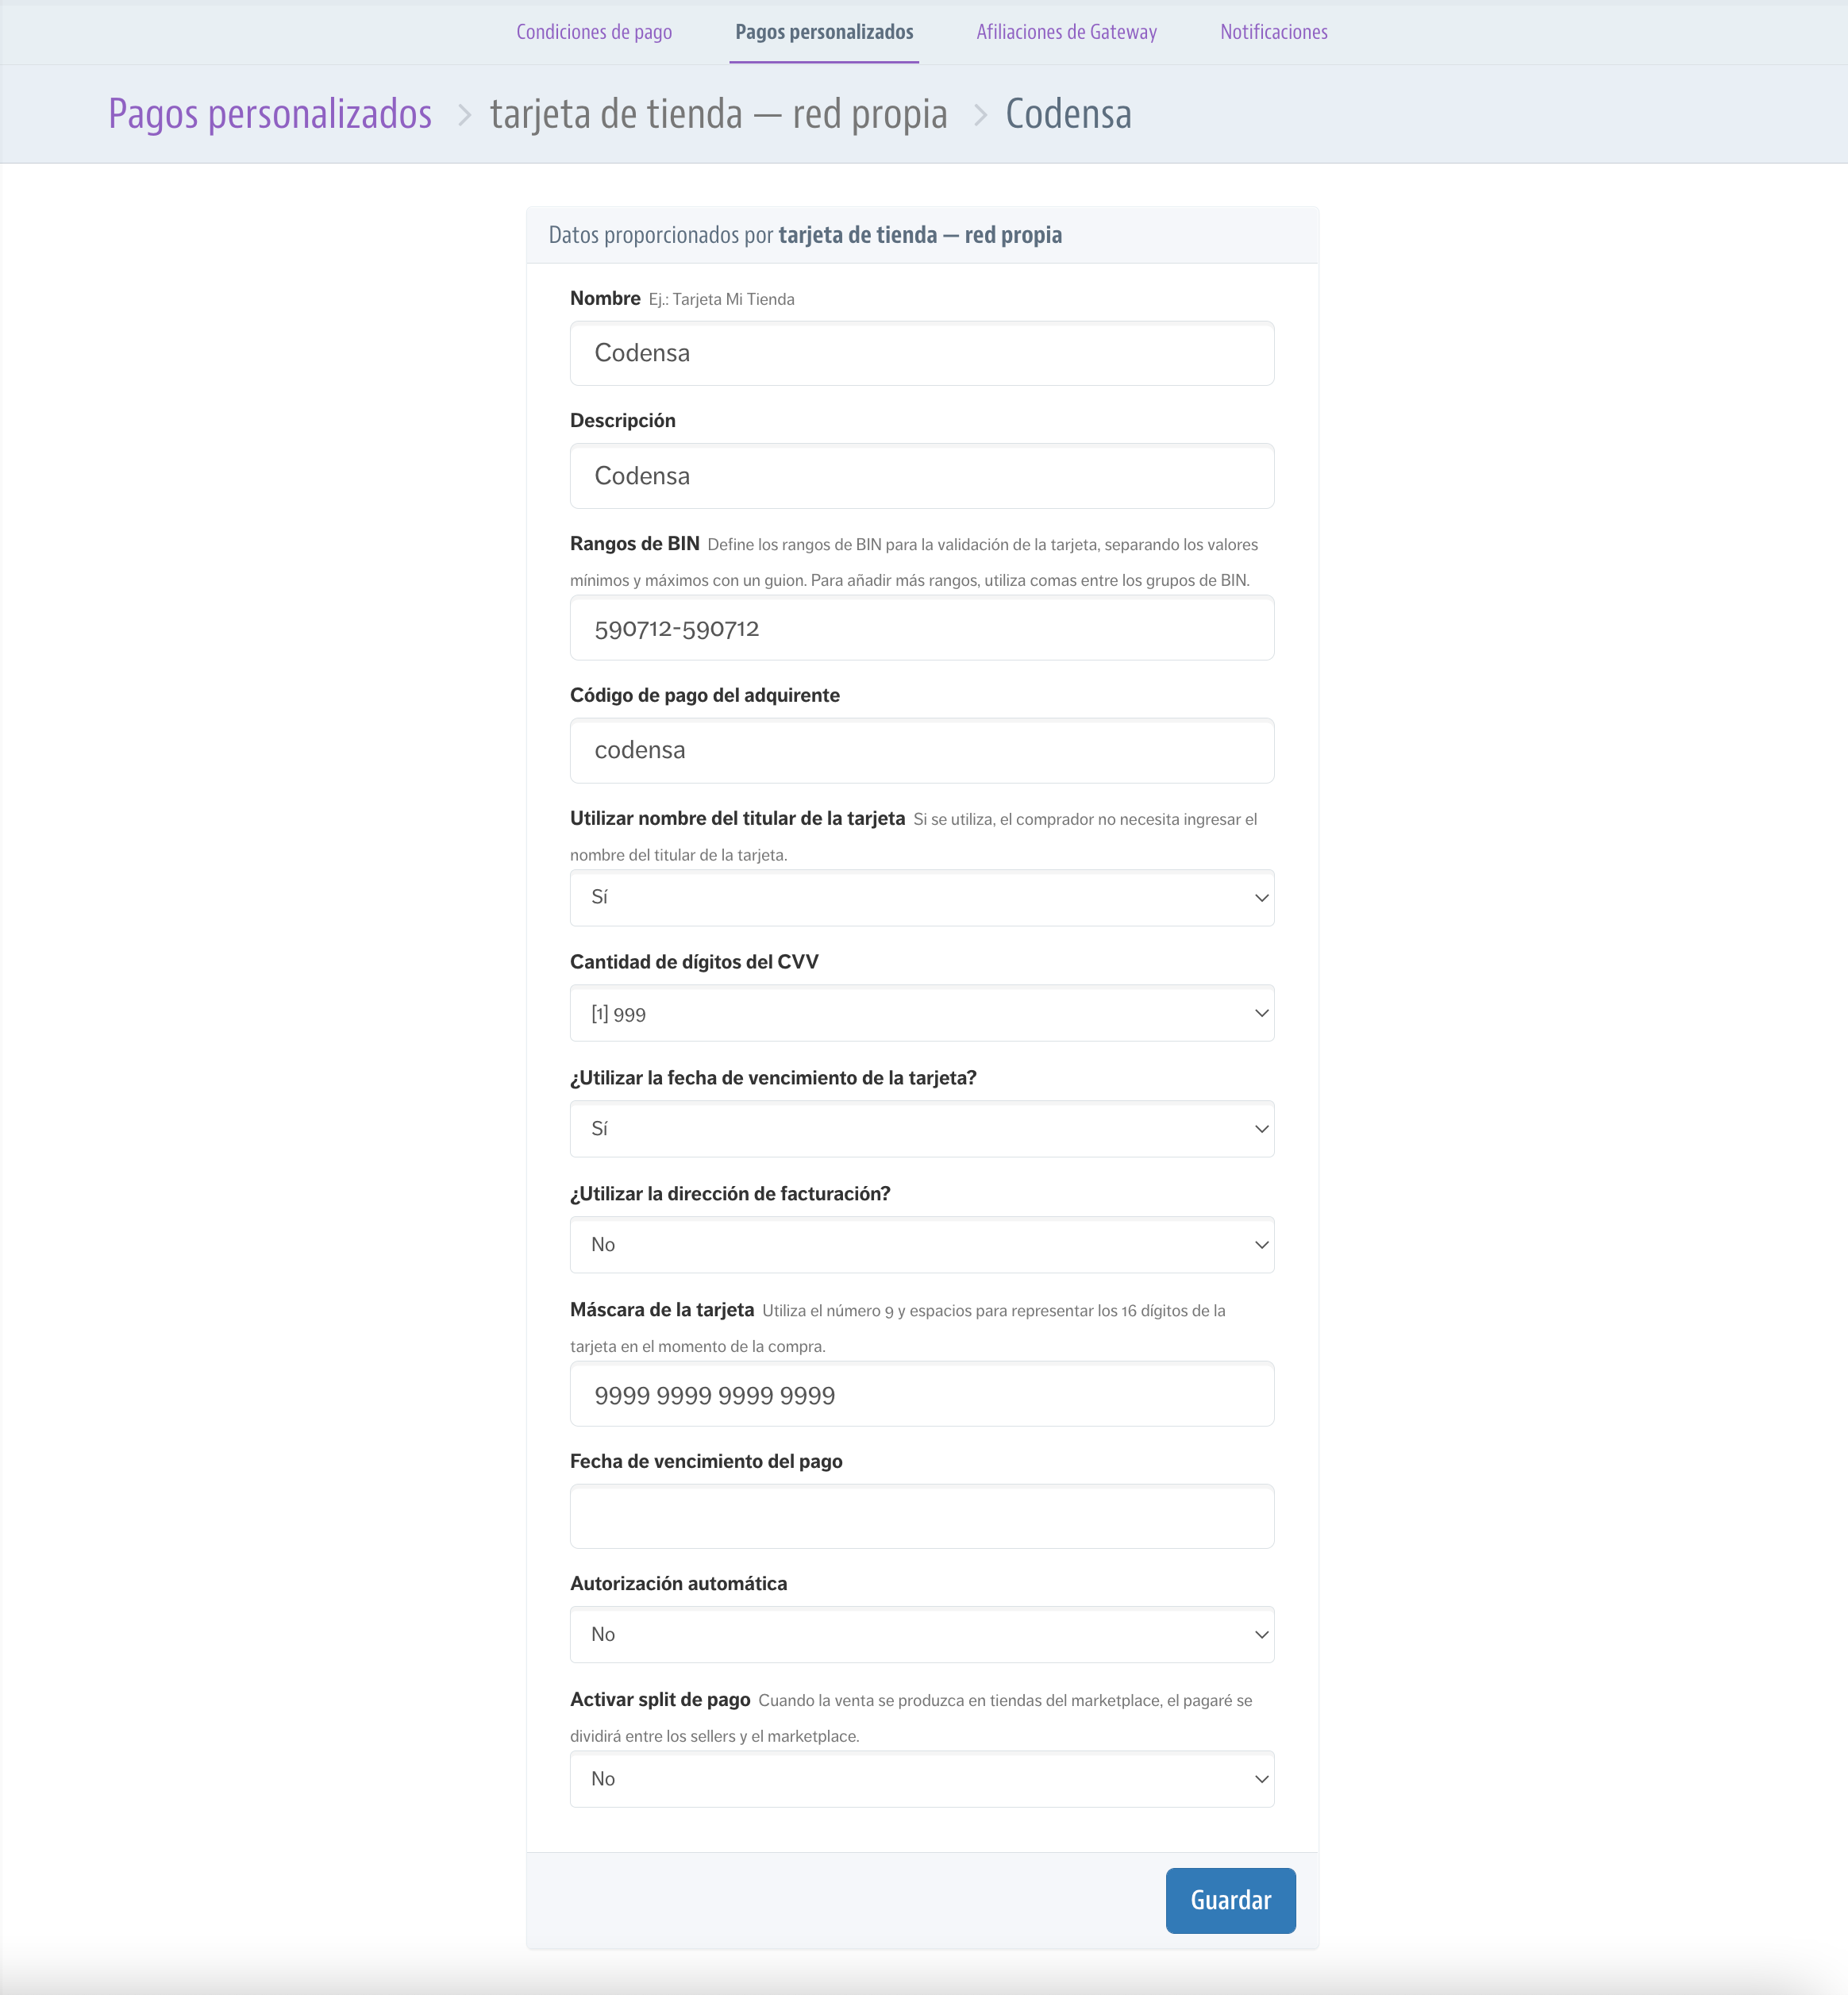 Condiciones de pago Pagos personalizados Afiliaciones de Gateway Notificaciones
Pagos personalizados > tarjeta de tienda — red propia > Codensa
Datos proporcionados por tarjeta de tienda — red propia
Nombre Ej.: Tarjeta Mi Tienda
Codensa
Descripción
Codensa
Rangos de BIN Define los rangos de BIN para la validación de la tarjeta, separando los valores
mínimos y máximos con un guion. Para añadir más rangos, utiliza comas entre los grupos de BIN.
590712-590712
Código de pago del adquirente
codensa
Utilizar nombre del titular de la tarjeta Si se utiliza, el comprador no necesita ingresar el
nombre del titular de la tarjeta.
Sí
Cantidad de dígitos del CVV
[1] 999
¿Utilizar la fecha de vencimiento de la tarjeta?
Sí
¿Utilizar la dirección de facturación?
No
Máscara de la tarjeta Utiliza el número 9 y espacios para representar los 16 dígitos de la
tarjeta en el momento de la compra.
9999 9999 9999 9999
Fecha de vencimiento del pago
Autorización automática
No
Activar split de pago Cuando la venta se produzca en tiendas del marketplace, el pagaré se
dividirá entre los sellers y el marketplace.
No
Guardar